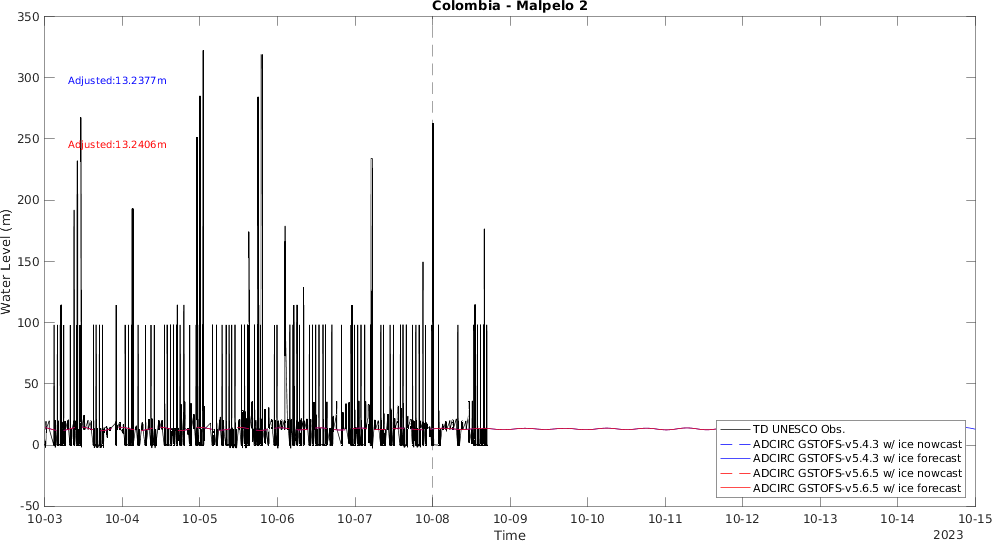 Colombia - Malpelo 2
350
300
250
200
150
100
50
0
-50
Water Level (m)
Adjusted:13.2377m
Adjusted:13.2406m
TD UNESCO Obs.
ADCIRC GSTOFS-v5.4.3 w/ ice nowcast
ADCIRC GSTOFS-v5.4.3 w/ ice forecast
ADCIRC GSTOFS-v5.6.5 w/ ice nowcast
ADCIRC GSTOFS-v5.6.5 w/ ice forecast
10-03 10-04 10-05 10-06 10-07 10-08 10-09 10-10 10-11 10-12 10-13 10-14 10-15
Time
2023